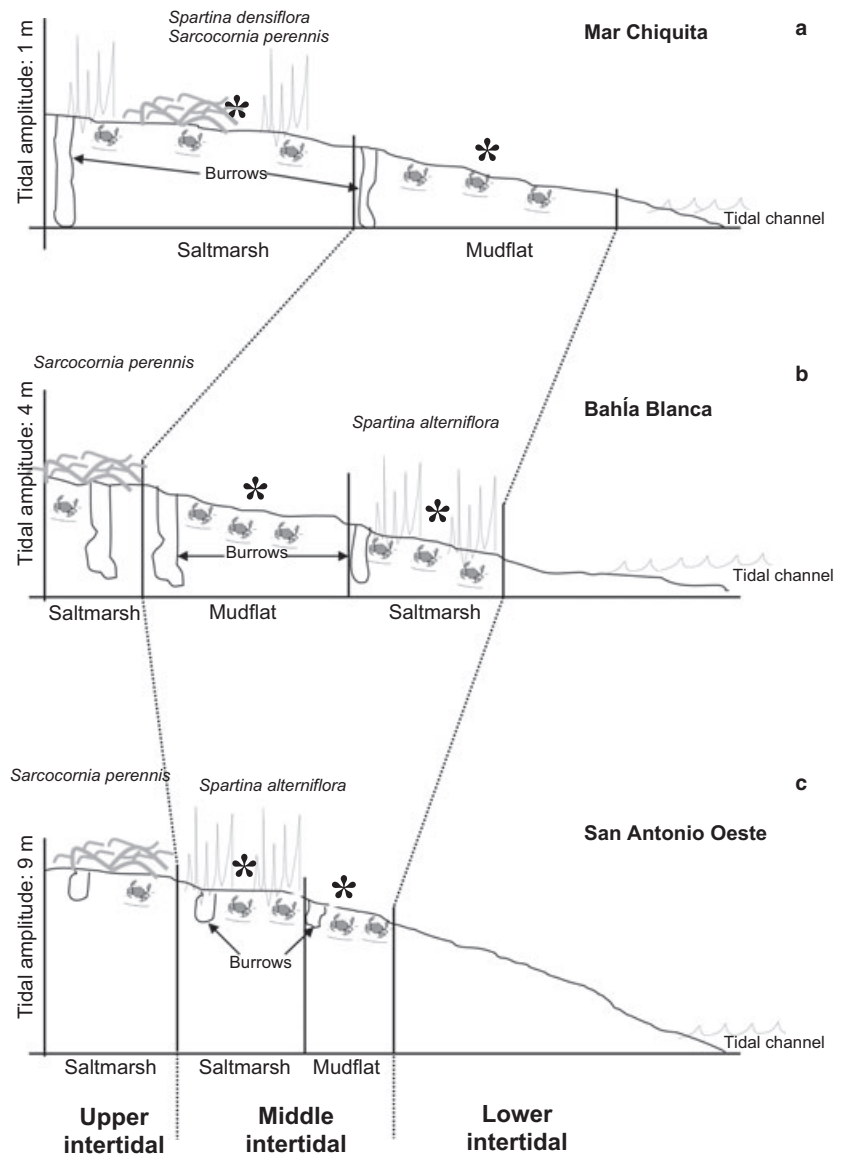 Spartina densiflora
Sarcocornia perennis
Mar Chiquita
a
Tidal amplitude: 1 m
*
*
Burrows
Tidal channel
Saltmarsh
Mudflat
Sarcocornia perennis
b
Bahía Blanca
Spartina alterniflora
Tidal amplitude: 4 m
*
*
Burrows
Tidal channel
Saltmarsh
Mudflat
Saltmarsh
Sarcocornia perennis
Spartina alterniflora
c
San Antonio Oeste
Tidal amplitude: 9 m
*
*
Burrows
Tidal channel
Saltmarsh
Saltmarsh
Mudflat
Upper
intertidal
Middle
intertidal
Lower
intertidal